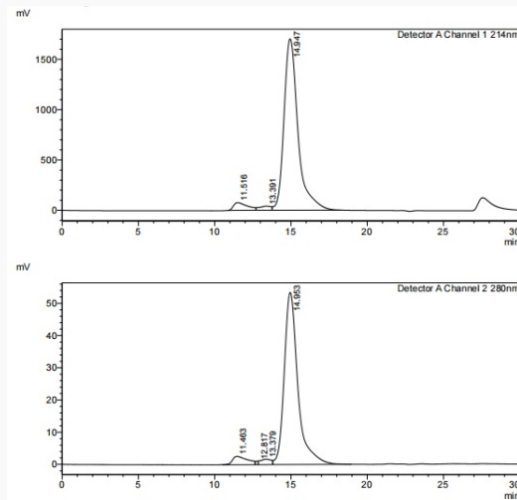 mV
Detector A Channel 1 214nm
14.947
1500
1000
500
11.516
13.391
0
0 5 10 15 20 25 30
min
mV
Detector A Channel 2 280nm
14.953
50
40
30
20
10
11.463
12.817
13.379
0
0 5 10 15 20 25 30
min